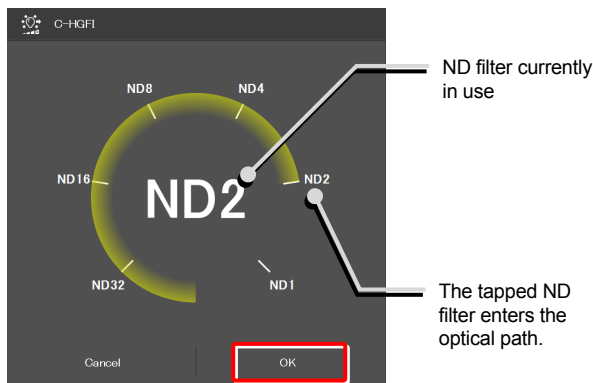 C-HGFI
ND filter currently
in use
ND8
ND4
ND16
ND2
ND2
ND32
ND1
The tapped ND
filter enters the
optical path.
Cancel
OK